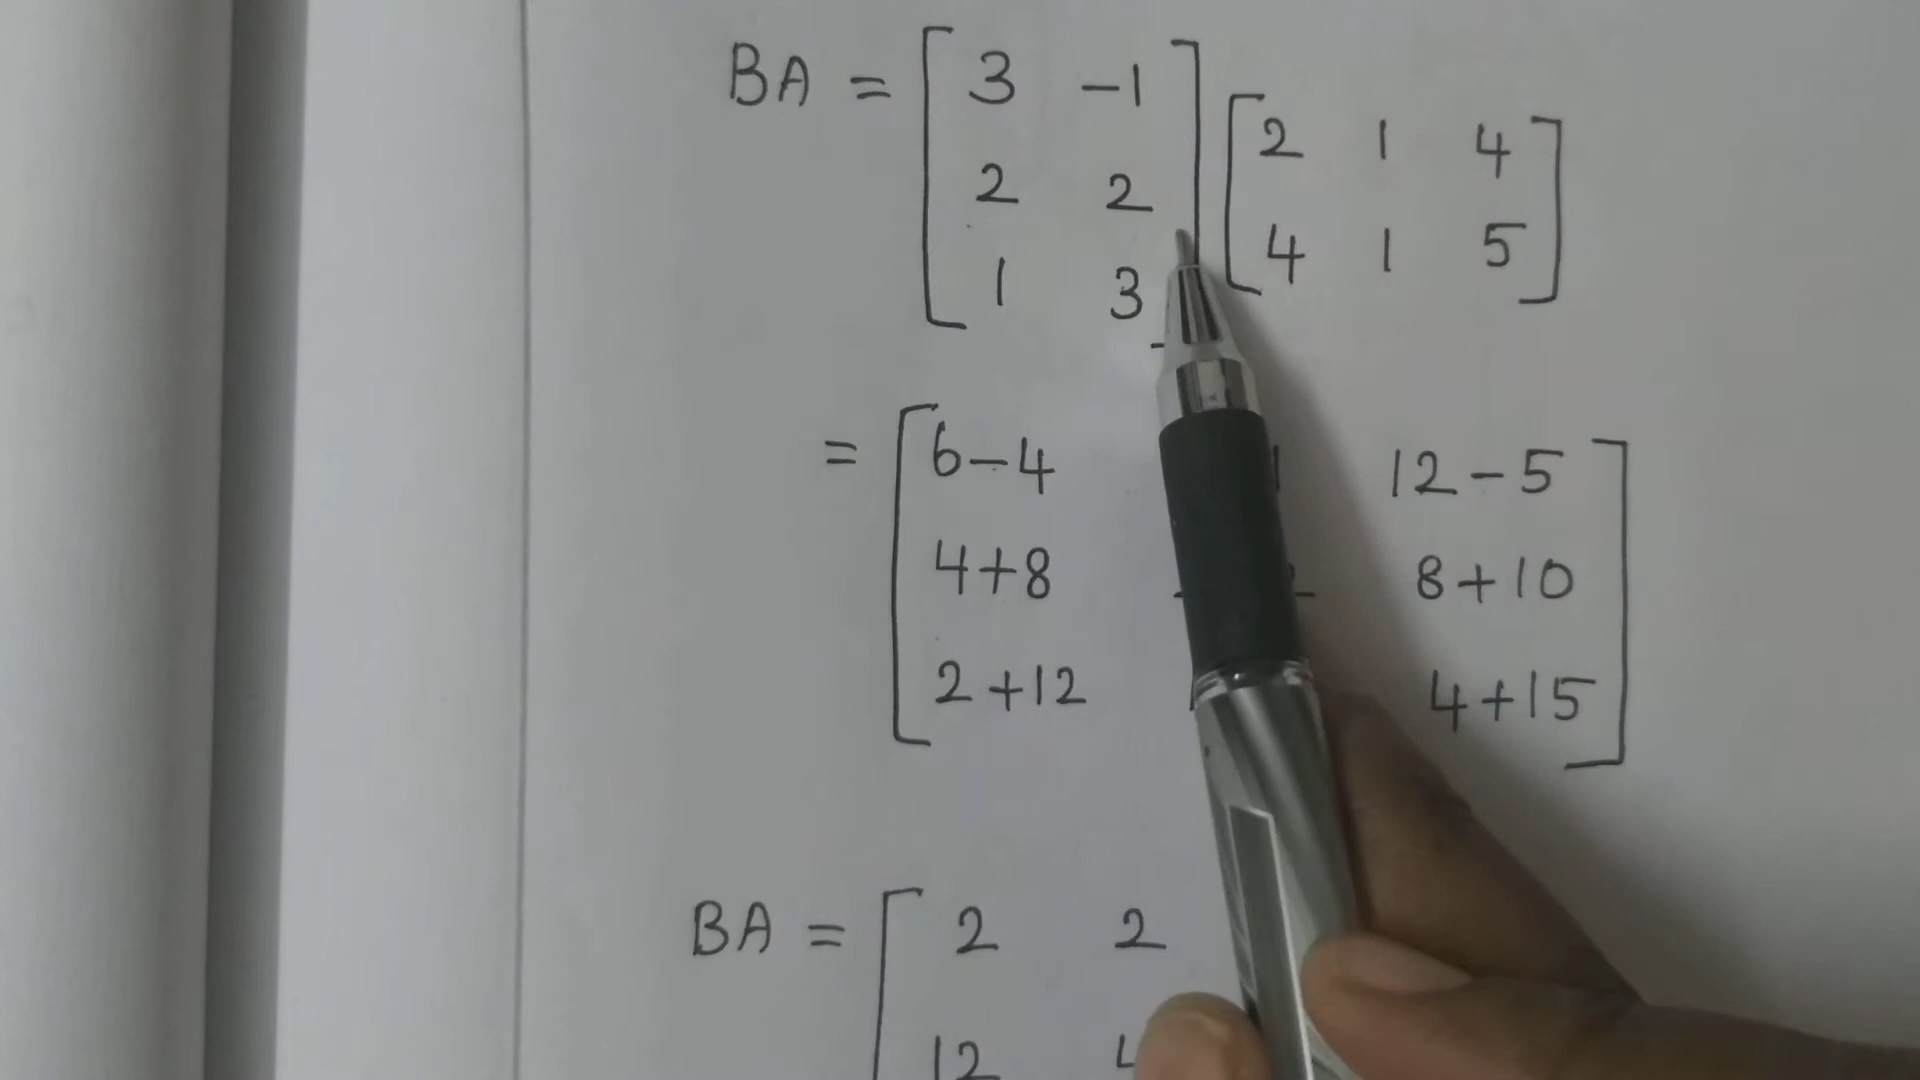 BA = [ 3 -1 ] [ 2 1 4 ]
2 2 4 1 5
1 3
= [ 6-4 1 12-5 ]
4+8 8+10
2+12 4+15
BA = [ 2 2
12